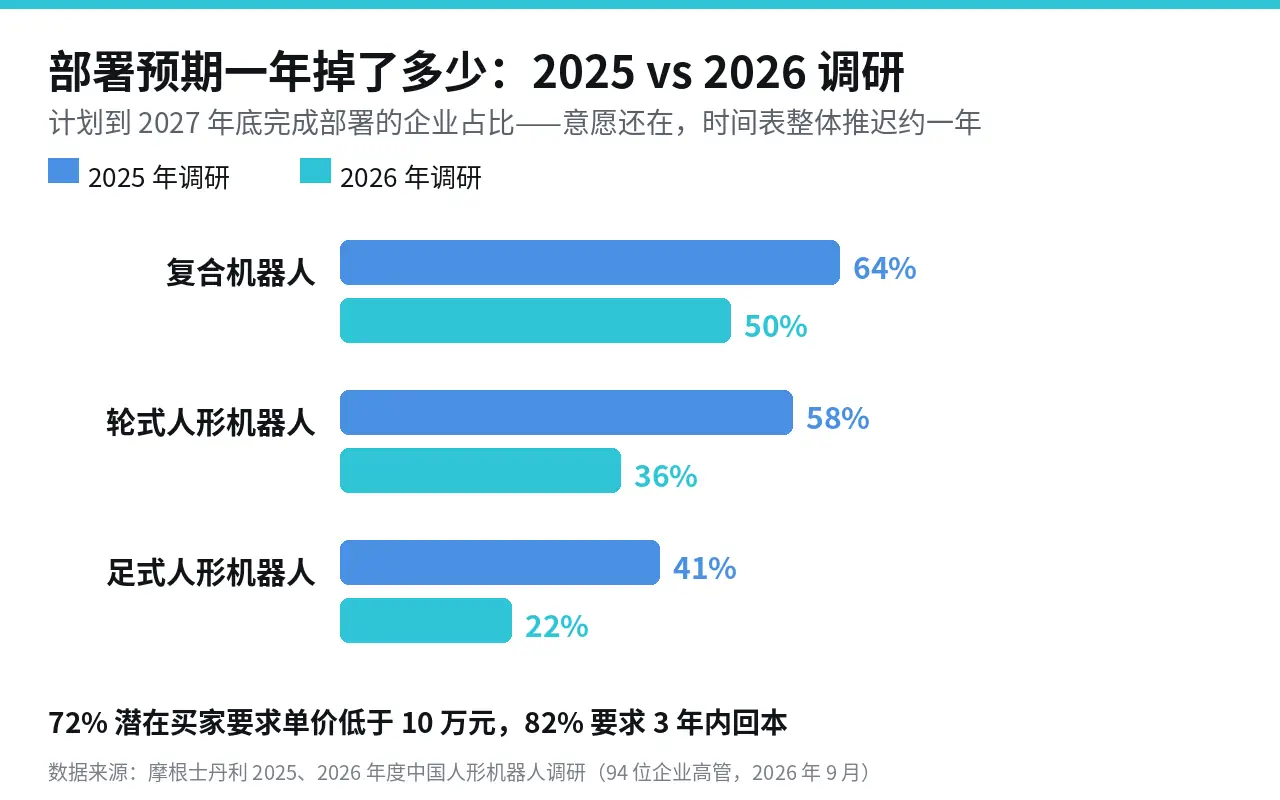 部署预期一年掉了多少：2025 vs 2026 调研
计划到 2027 年底完成部署的企业占比——意愿还在，时间表整体推迟约一年
2025 年调研
2026 年调研
复合机器人
64%
50%
轮式人形机器人
58%
36%
足式人形机器人
41%
22%
72% 潜在买家要求单价低于 10 万元，82% 要求 3 年内回本
数据来源：摩根士丹利 2025、2026 年度中国人形机器人调研（94 位企业高管，2026 年 9 月）